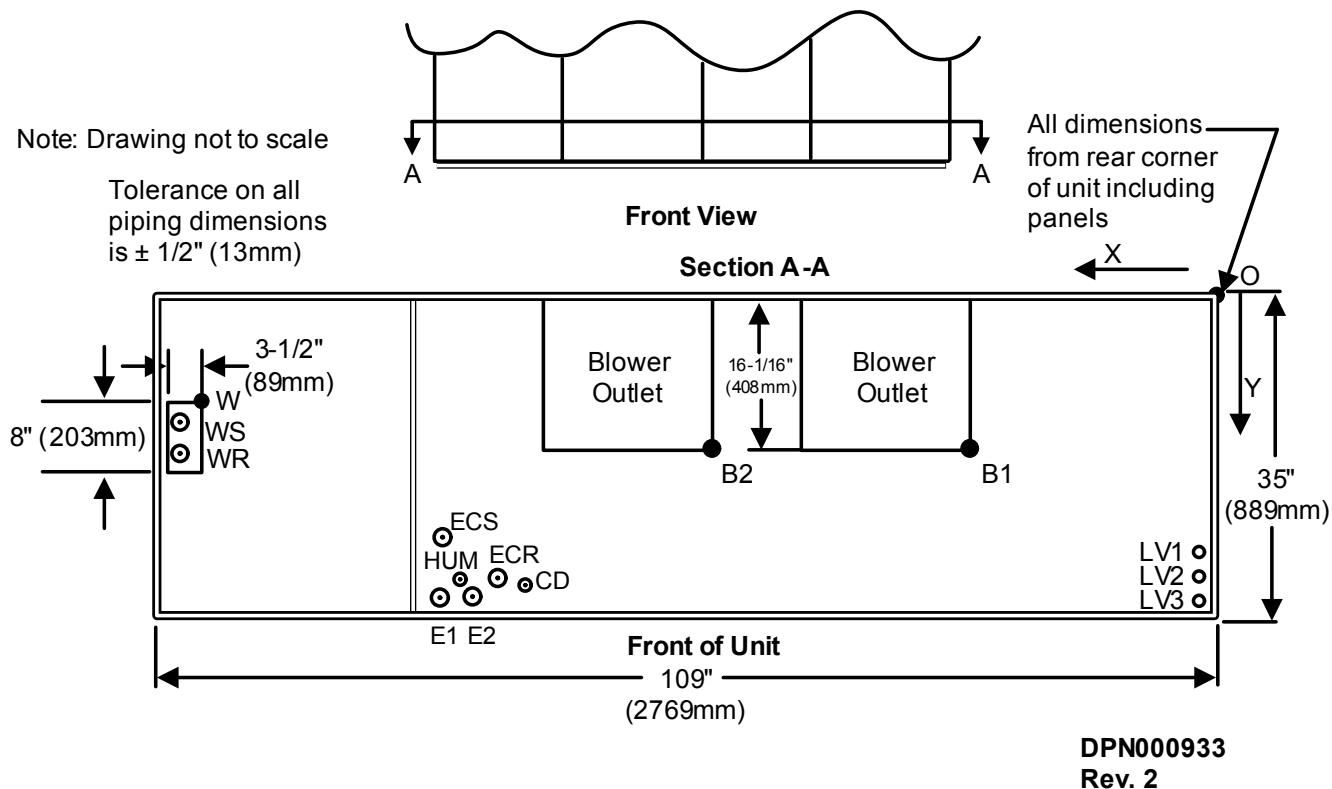 Note: Drawing not to scale
Tolerance on all
piping dimensions
is ± 1/2" (13mm)
A
A
Front View
All dimensions
from rear corner
of unit including
panels
Section A-A
X
O
Y
3-1/2"
(89mm)
W
WS
WR
8" (203mm)
Blower
Outlet
16-1/16"
(408mm)
Blower
Outlet
B2
B1
35"
(889mm)
ECS
HUM
ECR
CD
E1
E2
LV1
LV2
LV3
Front of Unit
109"
(2769mm)
DPN000933
Rev. 2